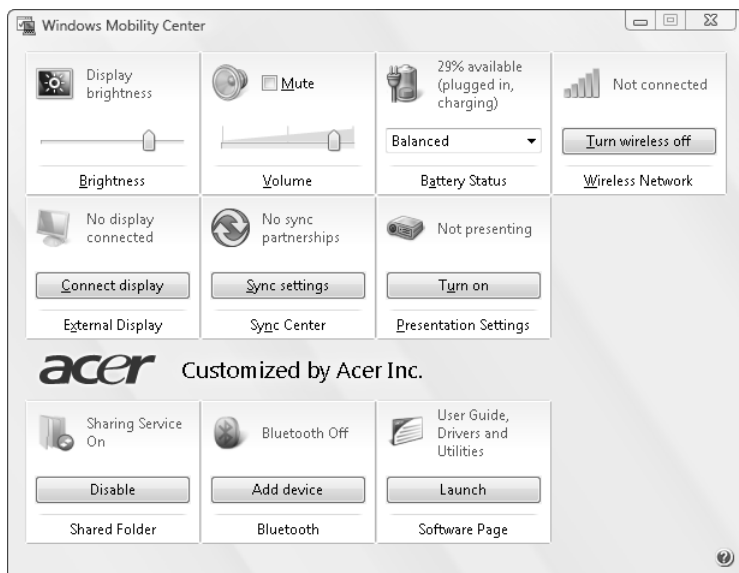 Windows Mobility Center
Display
brightness
Brightness
Mute
Volume
29% available
(plugged in,
charging)
Balanced
Battery Status
Not connected
Turn wireless off
Wireless Network
No display
connected
Connect display
External Display
No sync
partnerships
Sync settings
Sync Center
Not presenting
Turn on
Presentation Settings
acer Customized by Acer Inc.
Sharing Service
On
Disable
Shared Folder
Bluetooth Off
Add device
Bluetooth
User Guide,
Drivers and
Utilities
Launch
Software Page